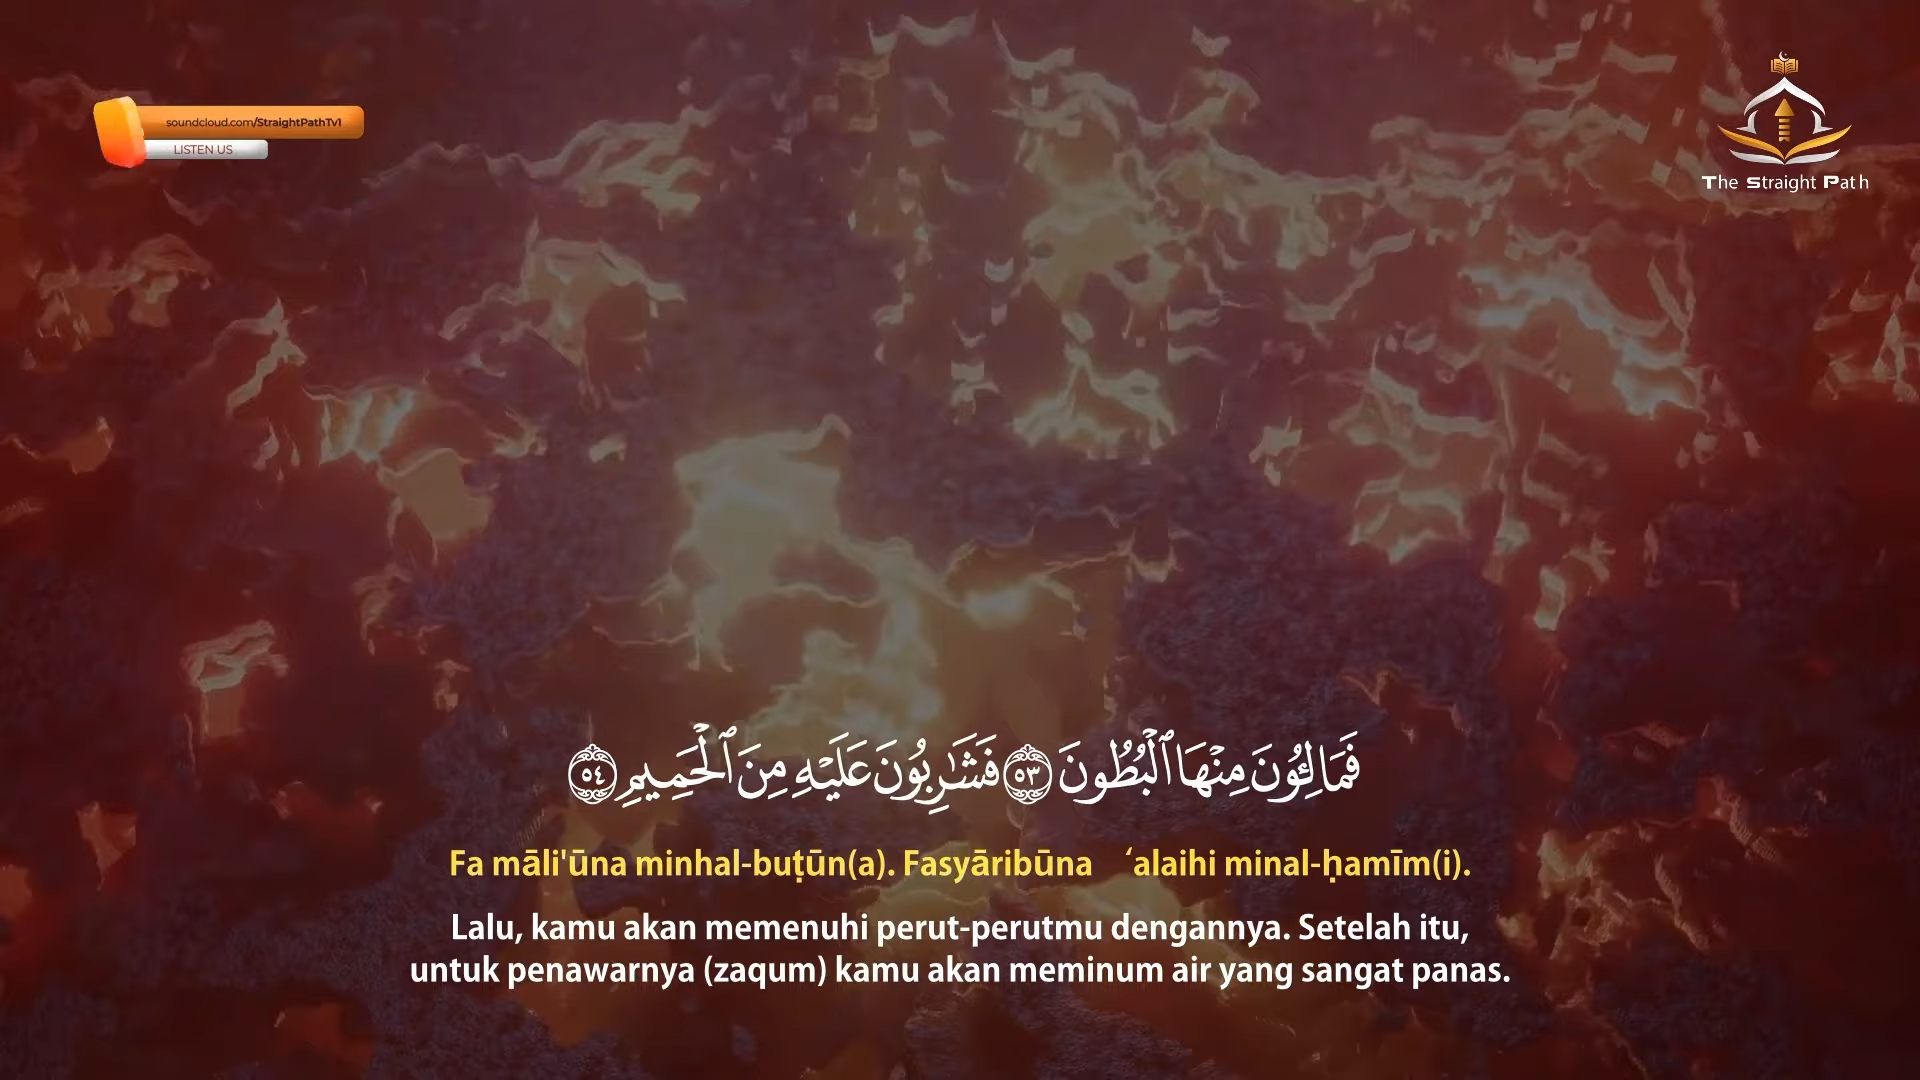 soundcloud.com/StraightPathTv1
LISTEN US
The Straight Path
فَمَالِـُٔونَ مِنْهَا ٱلْبُطُونَ ٥٣ فَشَـٰرِبُونَ عَلَيْهِ مِنَ ٱلْحَمِيمِ ٥٤
Fa māli'ūna minhal-buṭūn(a). Fasyāribūna ‘alaihi minal-ḥamīm(i).
Lalu, kamu akan memenuhi perut-perutmu dengannya. Setelah itu,
untuk penawarnya (zaqum) kamu akan meminum air yang sangat panas.